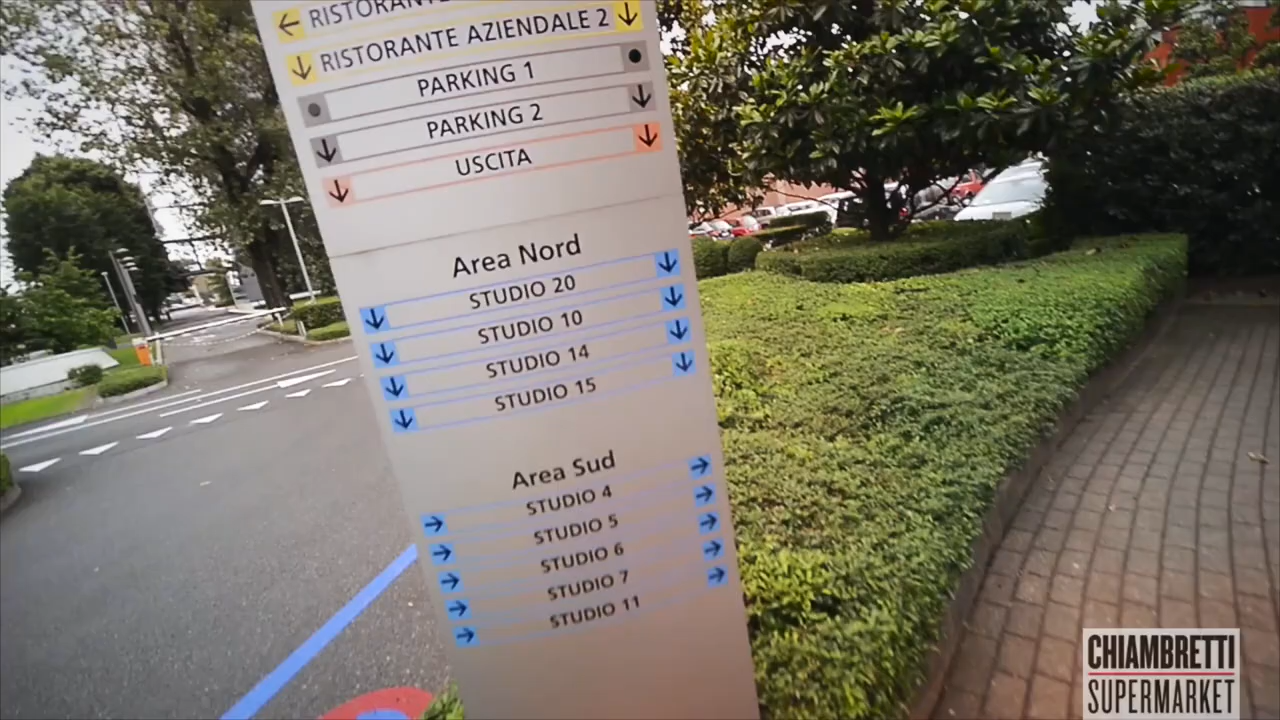 ← RISTORANTE
↓ RISTORANTE AZIENDALE 2 ↓
PARKING 1
↓ PARKING 2 ↓
↓ USCITA ↓
Area Nord
↓ STUDIO 20 ↓
↓ STUDIO 10 ↓
↓ STUDIO 14 ↓
↓ STUDIO 15 ↓
Area Sud
→ STUDIO 4 →
→ STUDIO 5 →
→ STUDIO 6 →
→ STUDIO 7 →
→ STUDIO 11 →
CHIAMBRETTI
SUPERMARKET